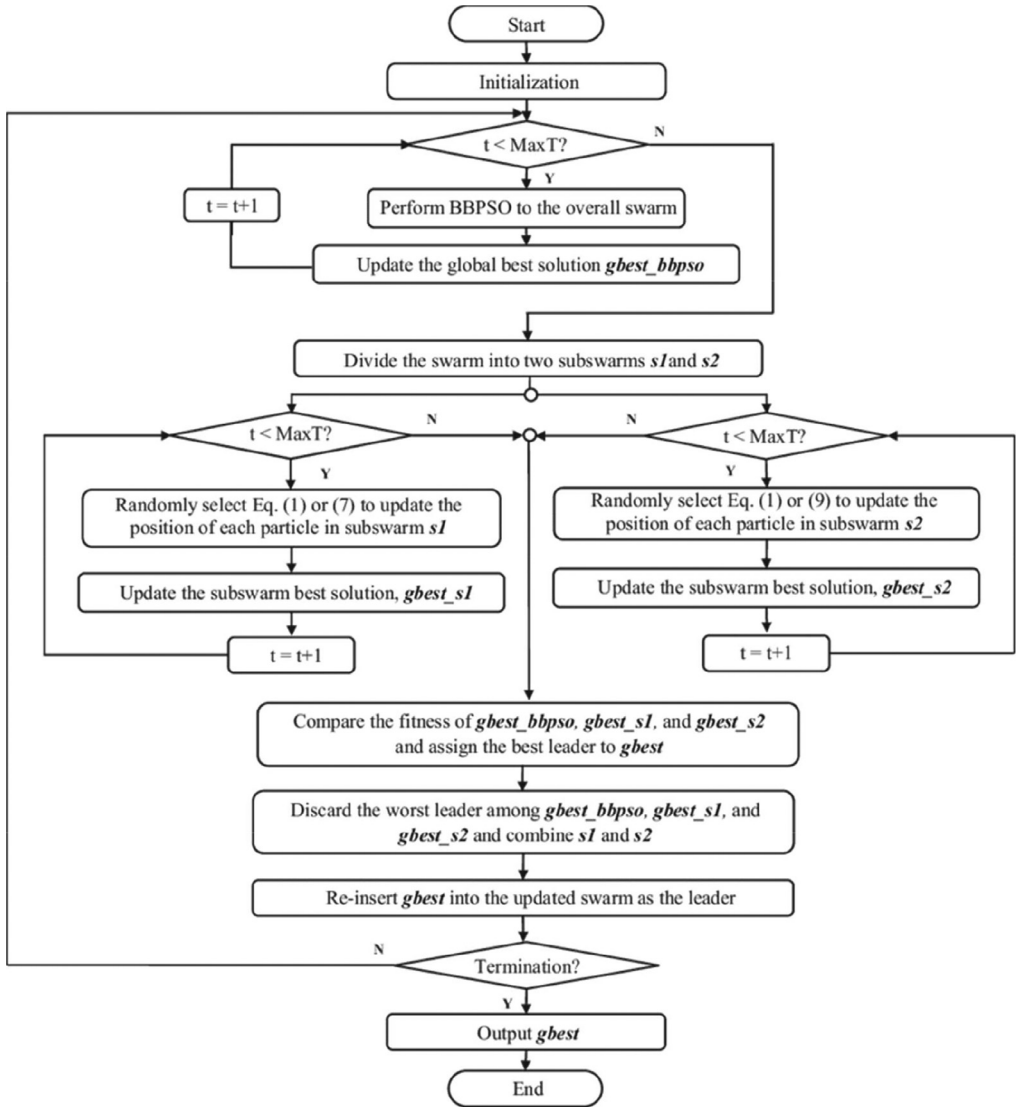 Start
Initialization
t < MaxT?
N
Y
t = t+1
Perform BBPSO to the overall swarm
Update the global best solution gbest_bbpso
Divide the swarm into two subswarms s1and s2
t < MaxT?
N
Y
Randomly select Eq. (1) or (7) to update the
position of each particle in subswarm s1
Update the subswarm best solution, gbest_s1
t = t+1
N
t < MaxT?
Y
Randomly select Eq. (1) or (9) to update the
position of each particle in subswarm s2
Update the subswarm best solution, gbest_s2
t = t+1
Compare the fitness of gbest_bbpso, gbest_s1, and gbest_s2
and assign the best leader to gbest
Discard the worst leader among gbest_bbpso, gbest_s1, and
gbest_s2 and combine s1 and s2
Re-insert gbest into the updated swarm as the leader
N
Termination?
Y
Output gbest
End